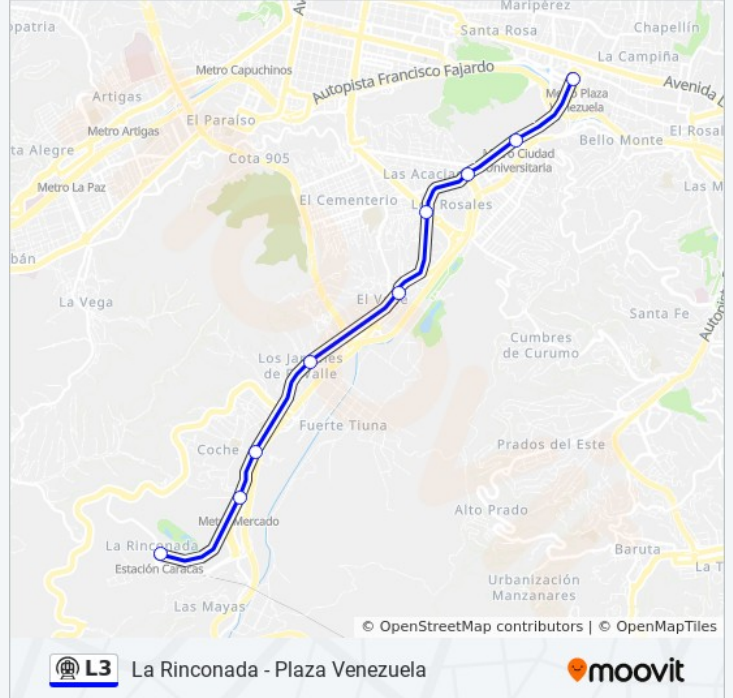 Maripérez
opatria
Av
Santa Rosa
Chapellín
La Campiña
Metro Capuchinos
Autopista Francisco Fajardo
Avenida L
Artigas
Metro Plaza
Venezuela
El Paraíso
Metro Artigas
Bello Monte
El Rosal
ta Alegre
Cota 905
Metro Ciudad
Universitaria
Las Acacias
Metro La Paz
Las M
El Cementerio
Los Rosales
bán
La Vega
El Valle
Santa Fe
Autopist
Cumbres
de Curumo
Los Jardines
de El Valle
Fuerte Tiuna
Coche
Prados del Este
Alto Prado
Metro Mercado
La Rinconada
Estación Caracas
Baruta
La T
Urbanización
Manzanares
Las Mayas
© OpenStreetMap contributors | © OpenMapTiles
L3 La Rinconada - Plaza Venezuela
moovit